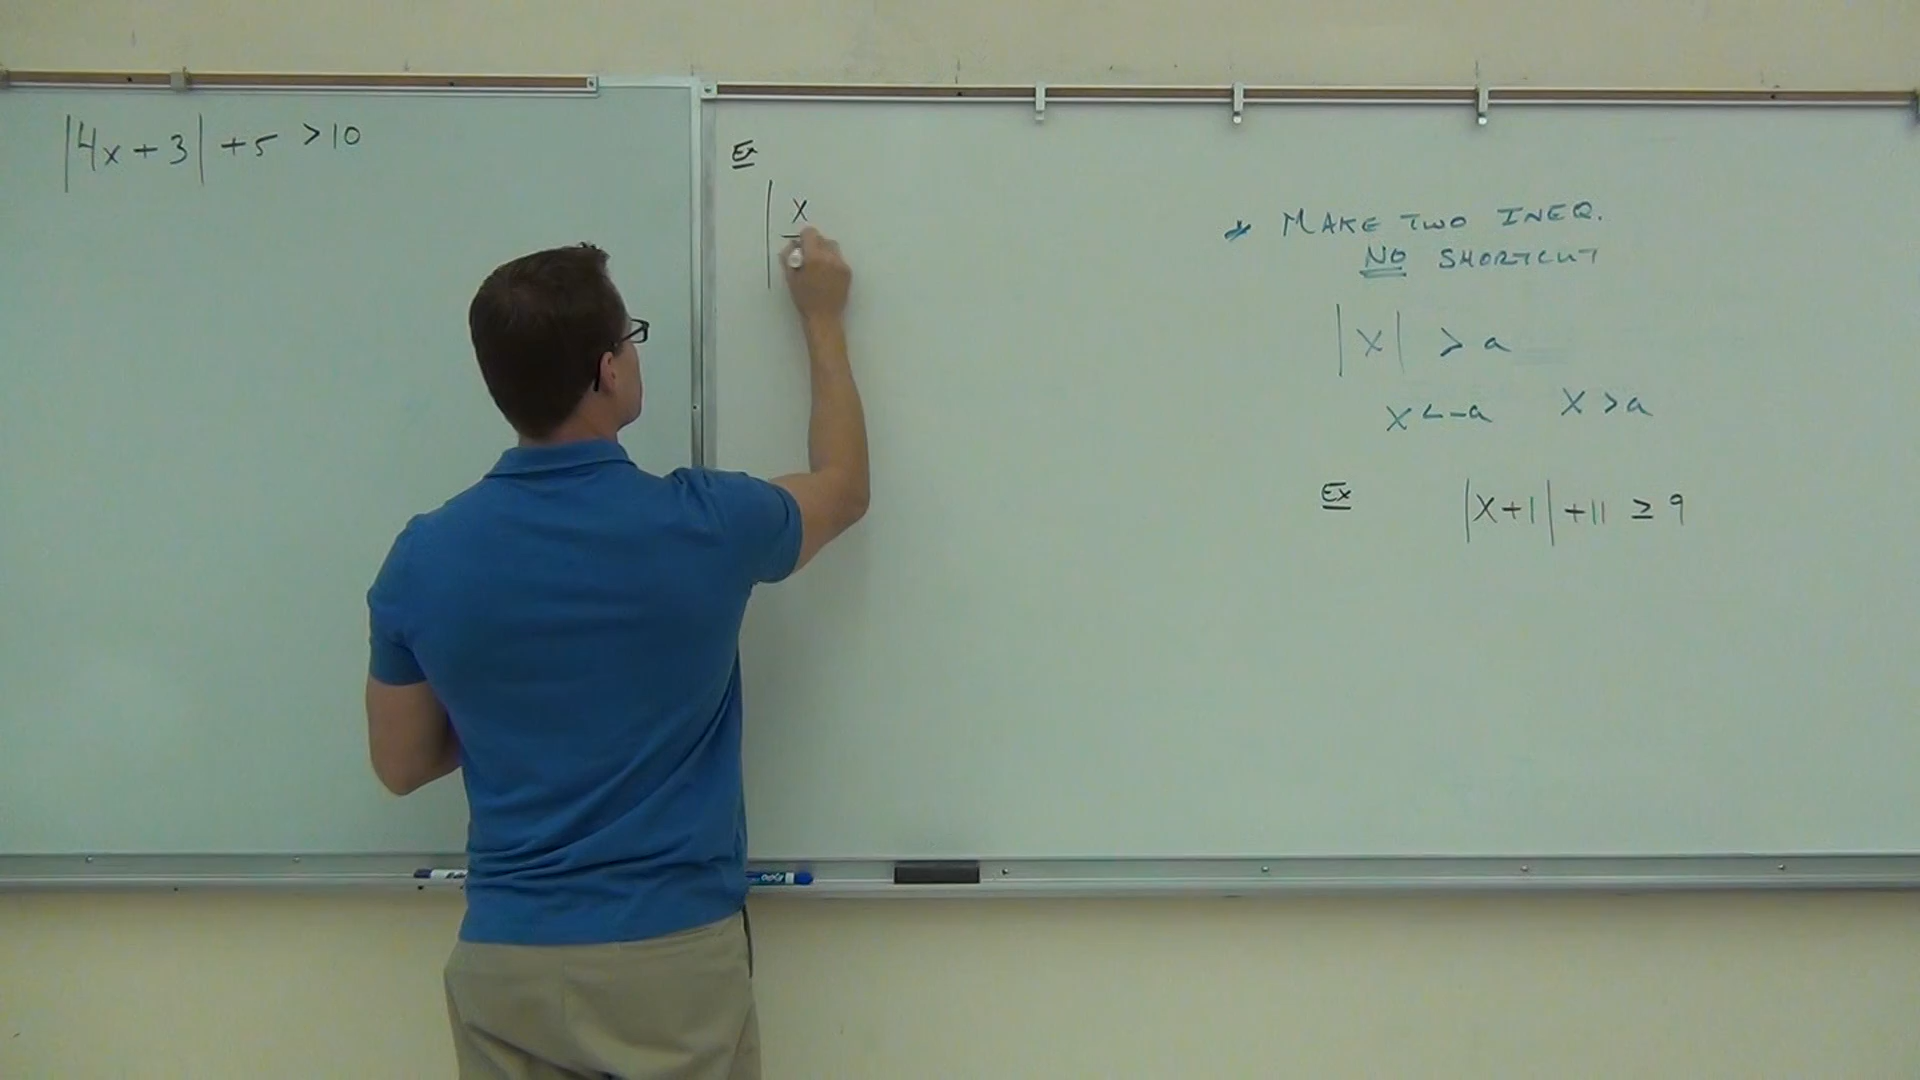 |4x + 3| + 5 > 10
Ex
|x
* MAKE TWO INEQ.
NO SHORTCUT
|x| > a
x < -a x > a
Ex |x+1| + 11 ≥ 9